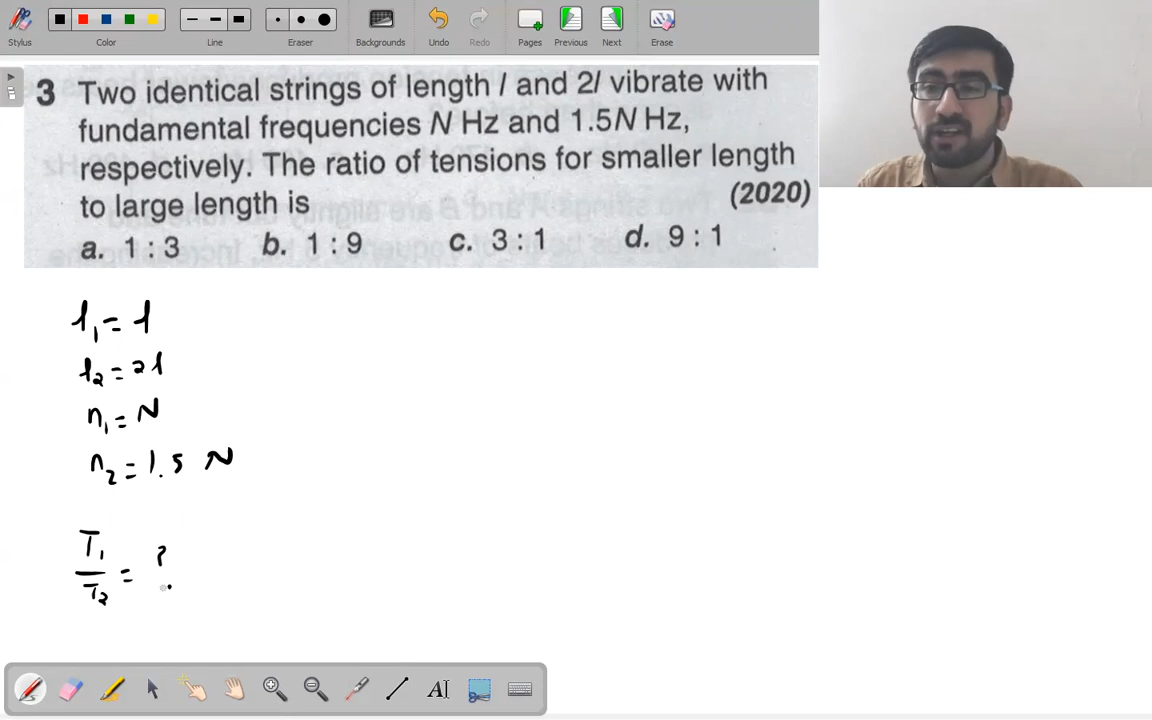 Stylus
Color
Line
Eraser
Backgrounds
Undo
Redo
Pages
Previous
Next
Erase
3 Two identical strings of length l and 2l vibrate with
fundamental frequencies N Hz and 1.5N Hz,
respectively. The ratio of tensions for smaller length
to large length is (2020)
a. 1 : 3 b. 1 : 9 c. 3 : 1 d. 9 : 1
l₁ = l
l₂ = 2l
n₁ = N
n₂ = 1.5 N
T₁
/
T₂ = ?